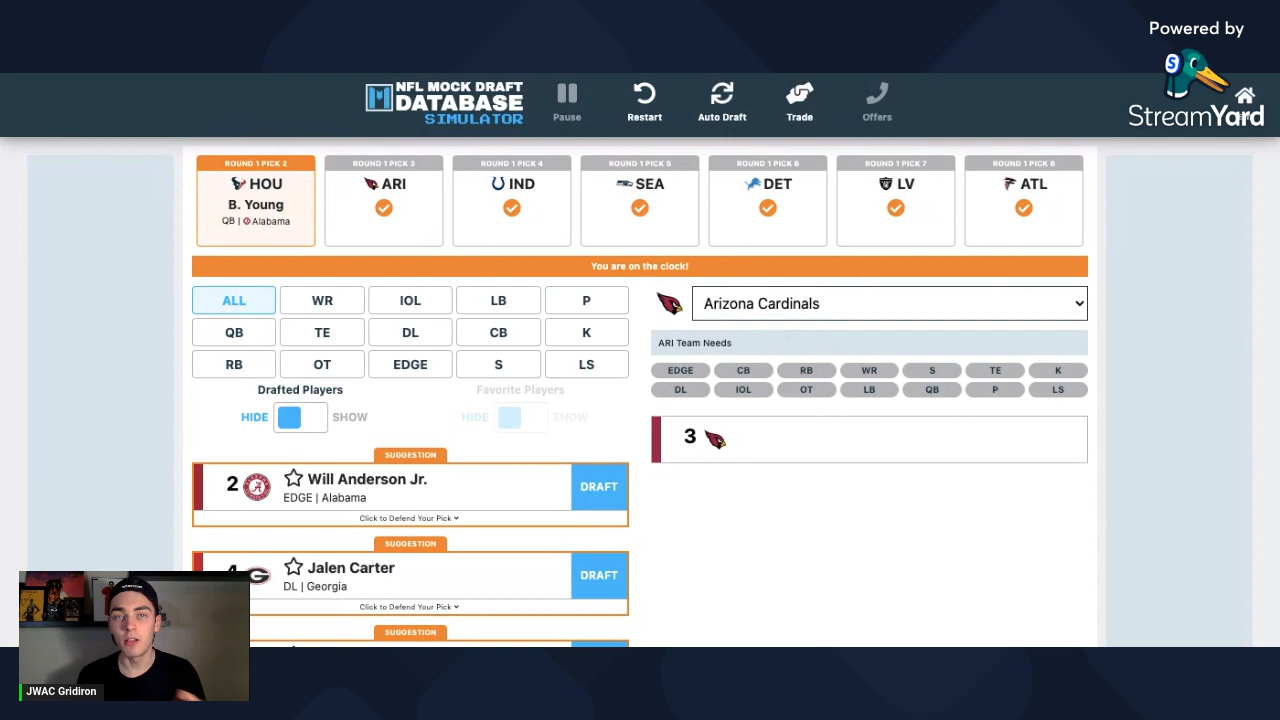 Powered by
StreamYard
NFL MOCK DRAFT
DATABASE
SIMULATOR
Pause
Restart
Auto Draft
Trade
Offers
ROUND 1 PICK 2
HOU
B. Young
QB | Alabama
ROUND 1 PICK 3
ARI
ROUND 1 PICK 4
IND
ROUND 1 PICK 5
SEA
ROUND 1 PICK 6
DET
ROUND 1 PICK 7
LV
ROUND 1 PICK 8
ATL
You are on the clock!
ALL WR IOL LB P
QB TE DL CB K
RB OT EDGE S LS
Drafted Players
HIDE SHOW
Favorite Players
HIDE SHOW
SUGGESTION
2 Will Anderson Jr.
EDGE | Alabama
DRAFT
Click to Defend Your Pick
SUGGESTION
Jalen Carter
DL | Georgia
DRAFT
Click to Defend Your Pick
SUGGESTION
Arizona Cardinals
ARI Team Needs
EDGE CB RB WR S TE K
DL IOL OT LB QB P LS
3
JWAC Gridiron